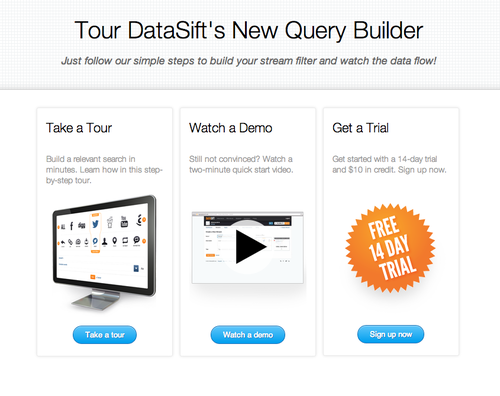 Tour DataSift's New Query Builder
Just follow our simple steps to build your stream filter and watch the data flow!
Take a Tour
Build a relevant search in
minutes. Learn how in this step-
by-step tour.
Take a tour
Watch a Demo
Still not convinced? Watch a
two-minute quick start video.
Watch a demo
Get a Trial
Get started with a 14-day trial
and $10 in credit. Sign up now.
FREE
14 DAY
TRIAL
Sign up now